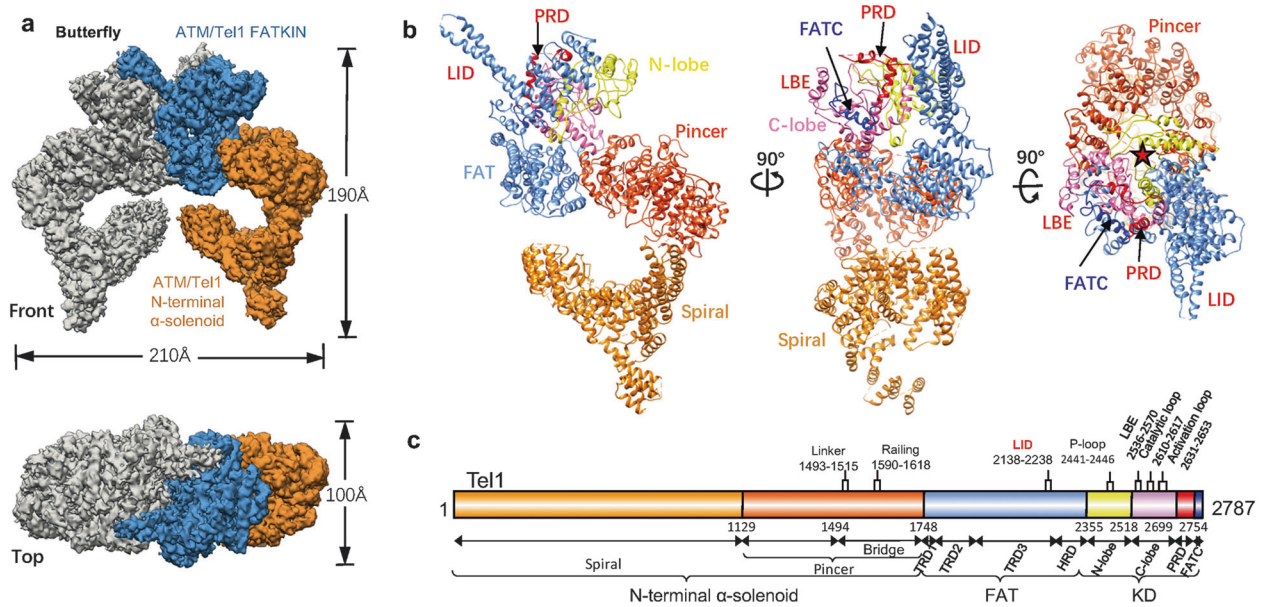 a
Butterfly
ATM/Tel1 FATKIN
190Å
ATM/Tel1
N-terminal
α-solenoid
Front
210Å
Top
100Å
b
PRD
LID
N-lobe
Pincer
FAT
Spiral
90°
PRD
FATC
LID
LBE
C-lobe
Spiral
90°
Pincer
LBE
FATC
PRD
LID
c
Linker
1493-1515
Railing
1590-1618
LID
2138-2238
P-loop
2441-2446
LBE
2536-2570
Catalytic loop
2610-2617
Activation loop
2631-2653
Tel1
1
2787
1129
1494
1748
2355
2518
2699
2754
Spiral
Bridge
Pincer
TRD1
TRD2
TRD3
HRD
N-lobe
C-lobe
PRD
FATC
N-terminal α-solenoid
FAT
KD